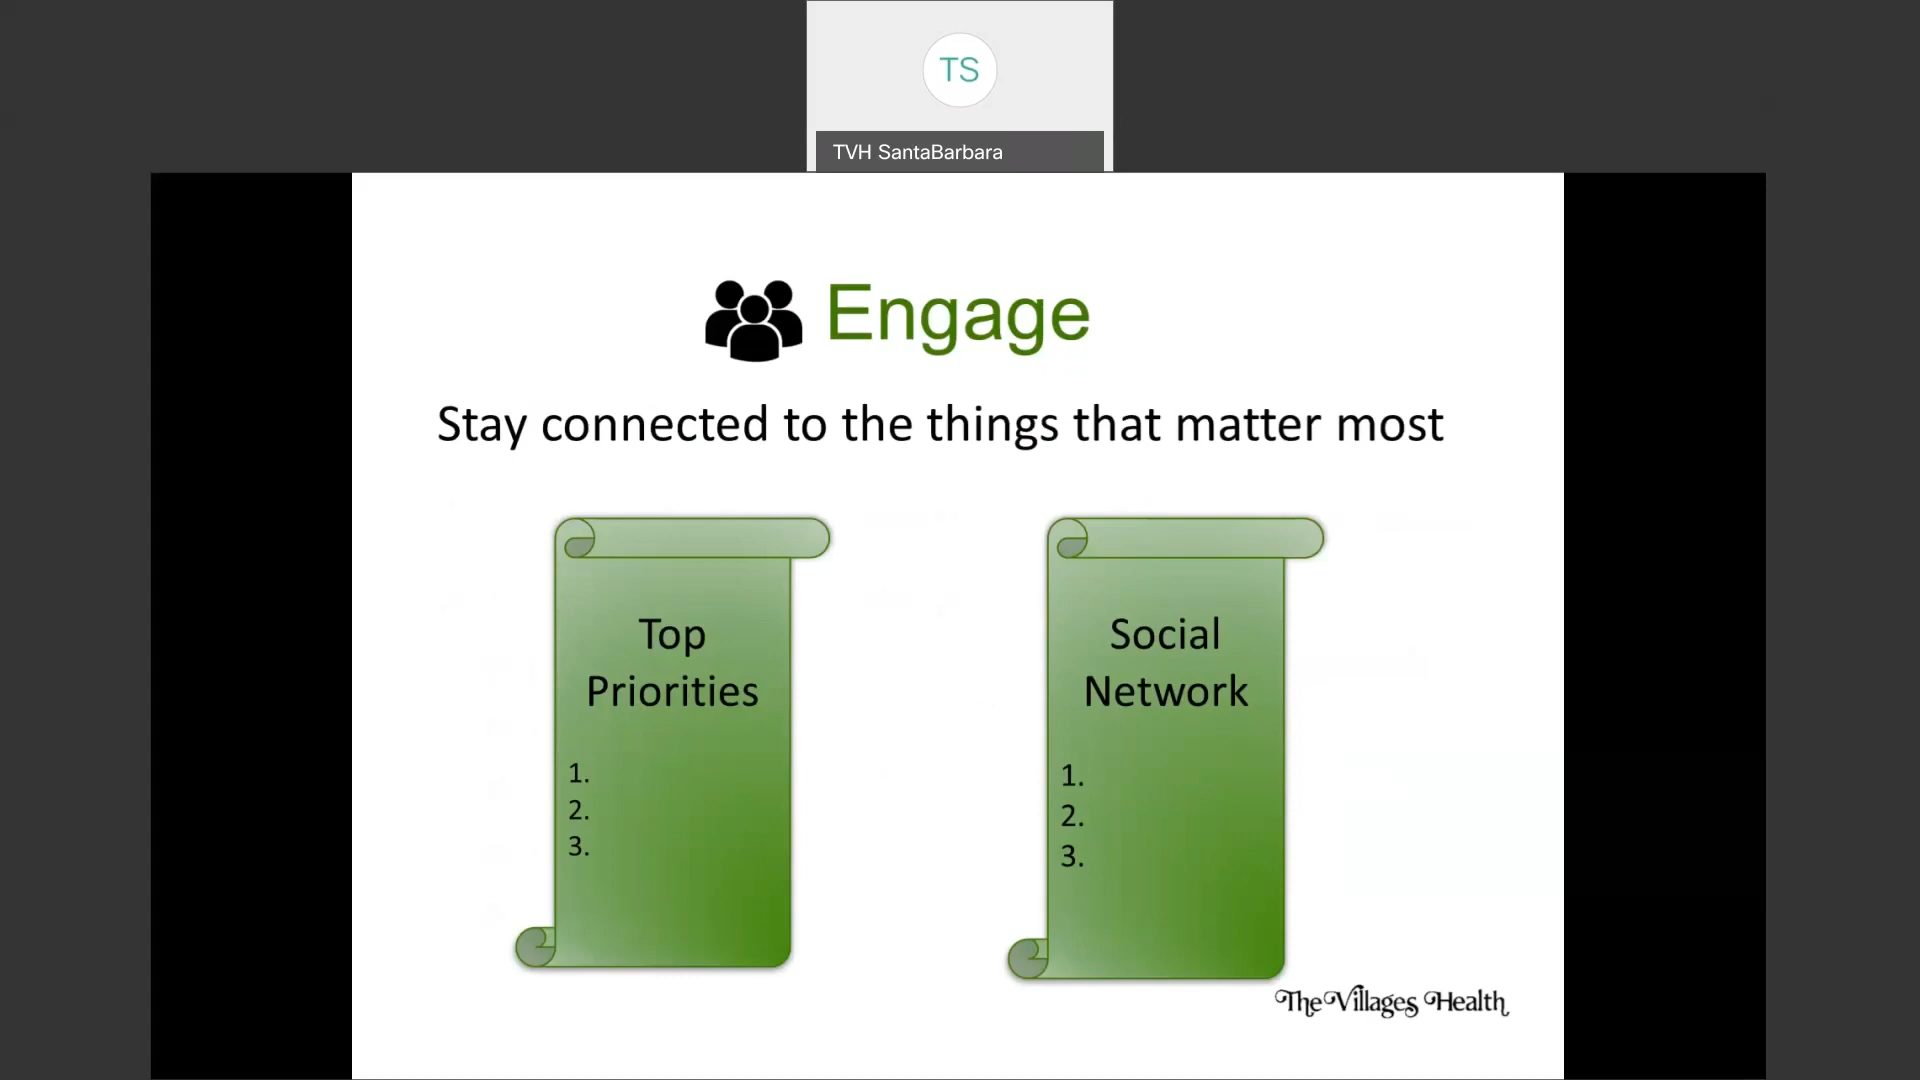 TS
TVH SantaBarbara
Engage
Stay connected to the things that matter most
Top
Priorities
1.
2.
3.
Social
Network
1.
2.
3.
The Villages Health